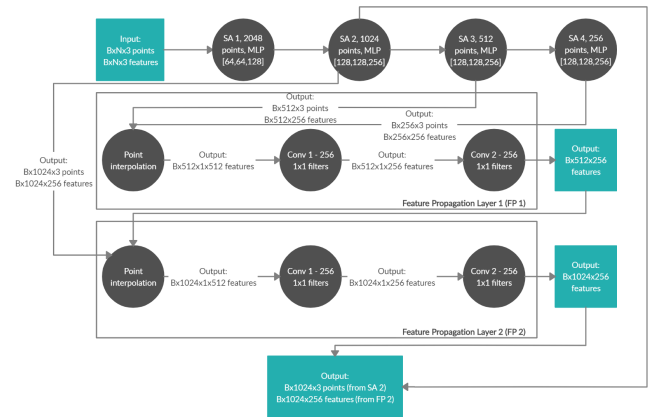 Input:
BxNx3 points
BxNx3 features
SA 1, 2048
points, MLP
[64,64,128]
SA 2, 1024
points, MLP
[128,128,256]
SA 3, 512
points, MLP
[128,128,256]
SA 4, 256
points, MLP
[128,128,256]
Output:
Bx512x3 points
Bx512x256 features
Output:
Bx256x3 points
Bx256x256 features
Output:
Bx1024x3 points
Bx1024x256 features
Point
interpolation
Output:
Bx512x1x512 features
Conv 1 - 256
1x1 filters
Output:
Bx512x1x256 features
Conv 2 - 256
1x1 filters
Output:
Bx512x256
features
Feature Propagation Layer 1 (FP 1)
Point
interpolation
Output:
Bx1024x1x512 features
Conv 1 - 256
1x1 filters
Output:
Bx1024x1x256 features
Conv 2 - 256
1x1 filters
Output:
Bx1024x256
features
Feature Propagation Layer 2 (FP 2)
Output:
Bx1024x3 points (from SA 2)
Bx1024x256 features (from FP 2)